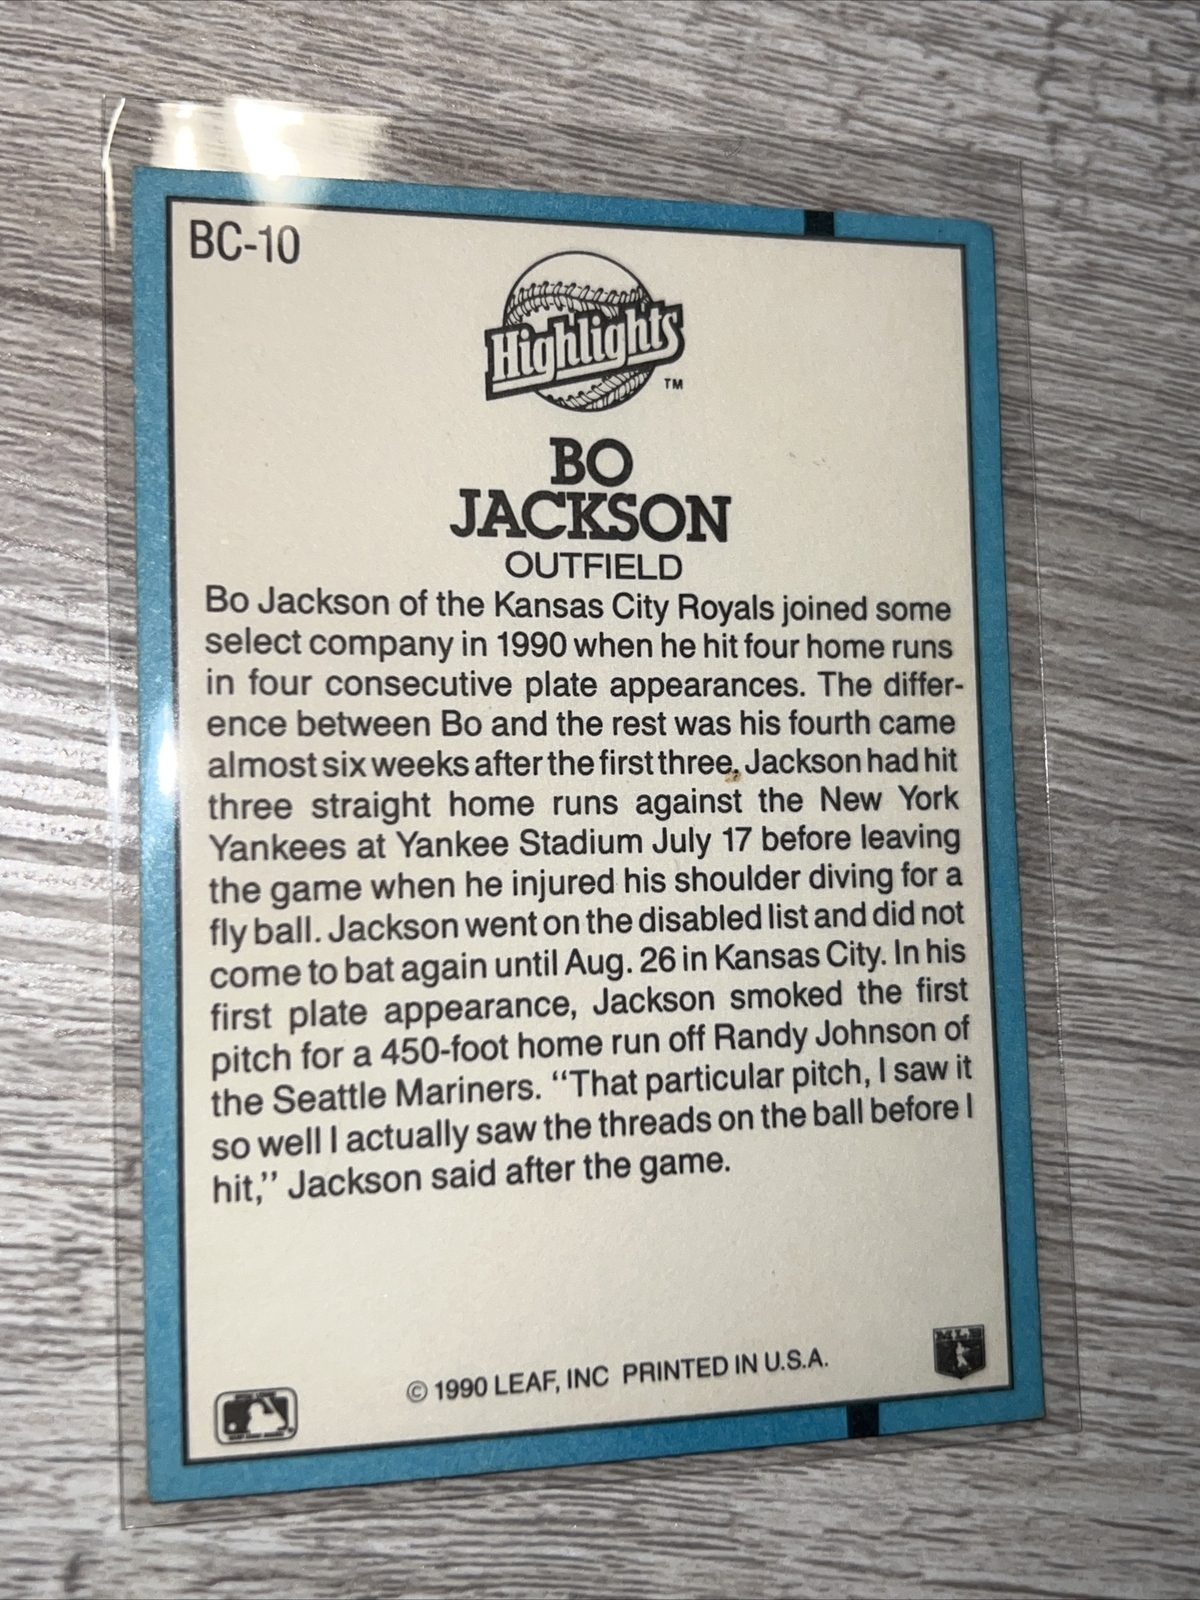 BC-10
Highlights
TM
BO
JACKSON
OUTFIELD
Bo Jackson of the Kansas City Royals joined some
select company in 1990 when he hit four home runs
in four consecutive plate appearances. The differ-
ence between Bo and the rest was his fourth came
almost six weeks after the first three. Jackson had hit
three straight home runs against the New York
Yankees at Yankee Stadium July 17 before leaving
the game when he injured his shoulder diving for a
fly ball. Jackson went on the disabled list and did not
come to bat again until Aug. 26 in Kansas City. In his
first plate appearance, Jackson smoked the first
pitch for a 450-foot home run off Randy Johnson of
the Seattle Mariners. “That particular pitch, I saw it
so well I actually saw the threads on the ball before I
hit,” Jackson said after the game.
© 1990 LEAF, INC PRINTED IN U.S.A.